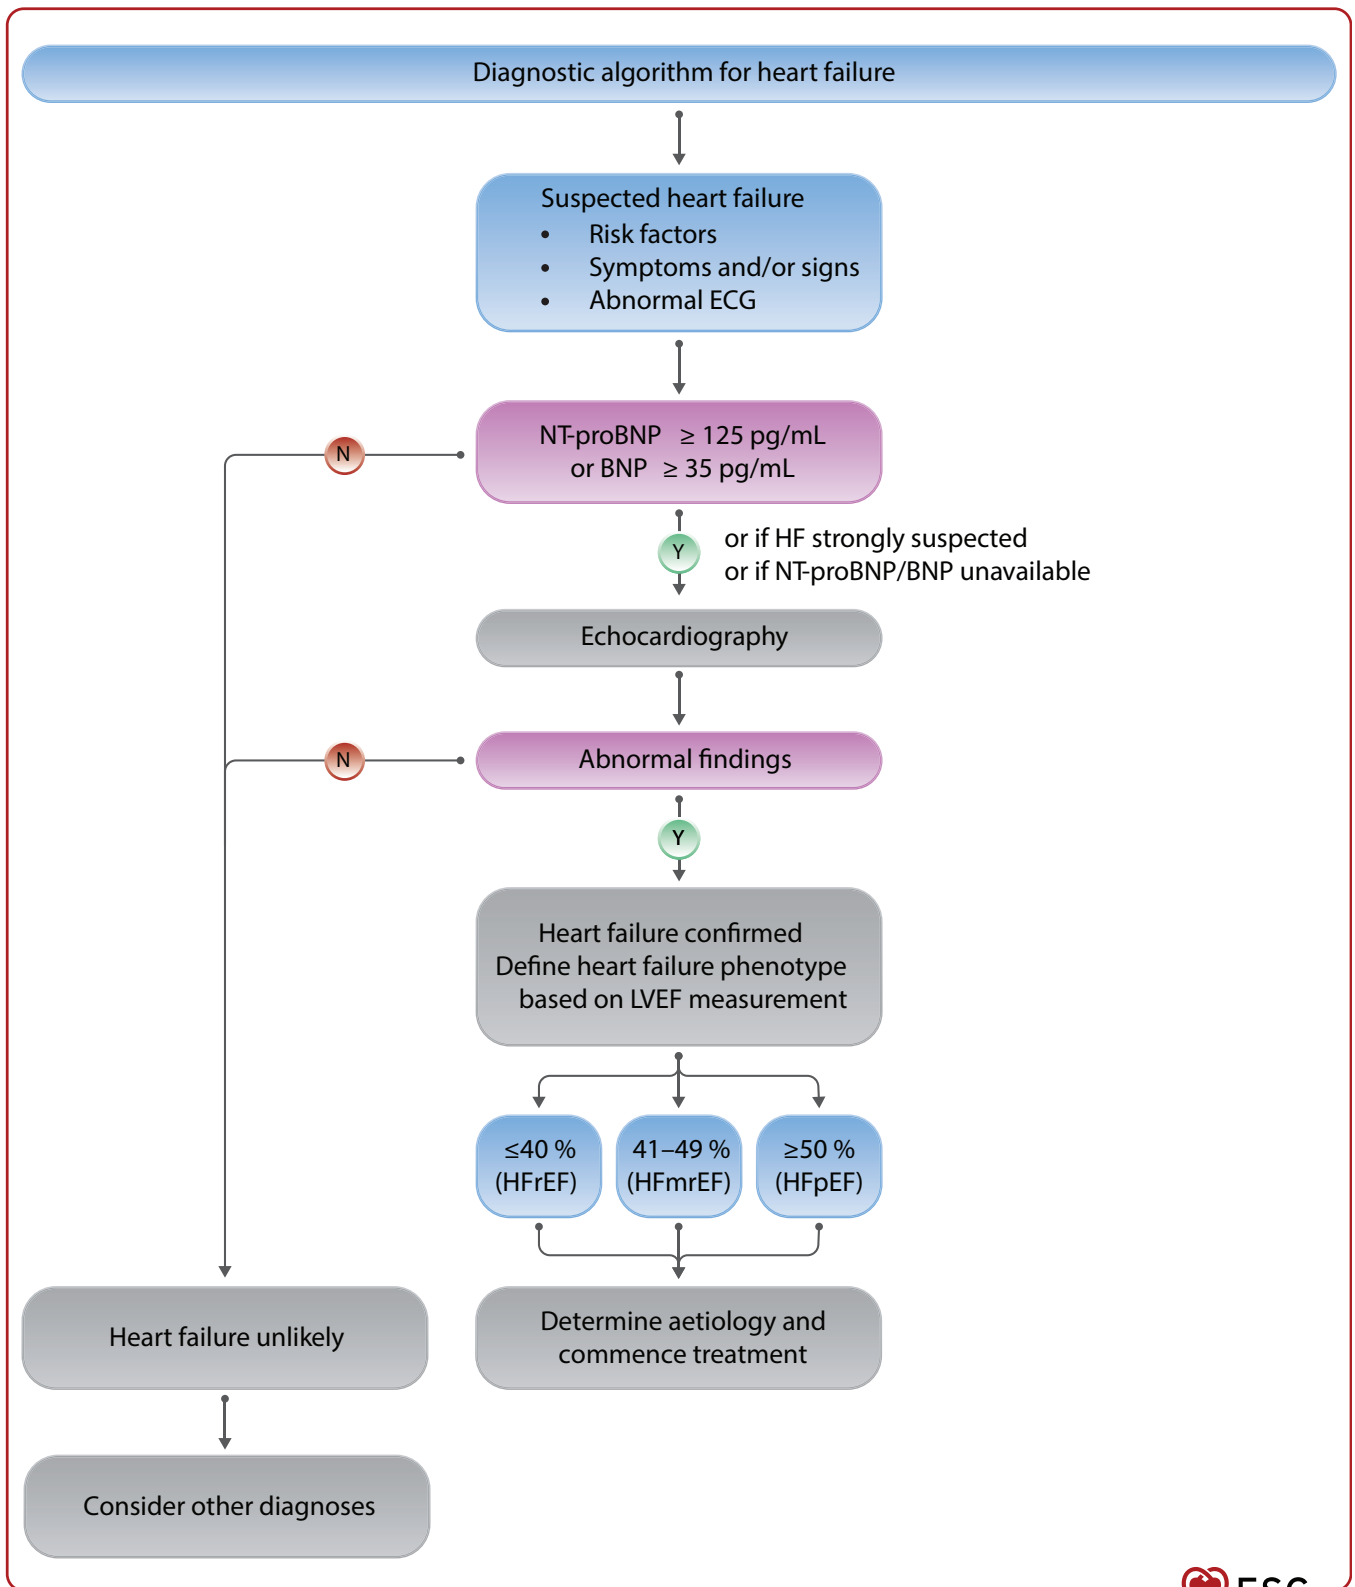 Diagnostic algorithm for heart failure
Suspected heart failure
• Risk factors
• Symptoms and/or signs
• Abnormal ECG
NT-proBNP ≥ 125 pg/mL
or BNP ≥ 35 pg/mL
N
Y
or if HF strongly suspected
or if NT-proBNP/BNP unavailable
Echocardiography
Abnormal findings
N
Y
Heart failure confirmed
Define heart failure phenotype
based on LVEF measurement
≤40 %
(HFrEF)
41–49 %
(HFmrEF)
≥50 %
(HFpEF)
Heart failure unlikely
Determine aetiology and
commence treatment
Consider other diagnoses
ESC